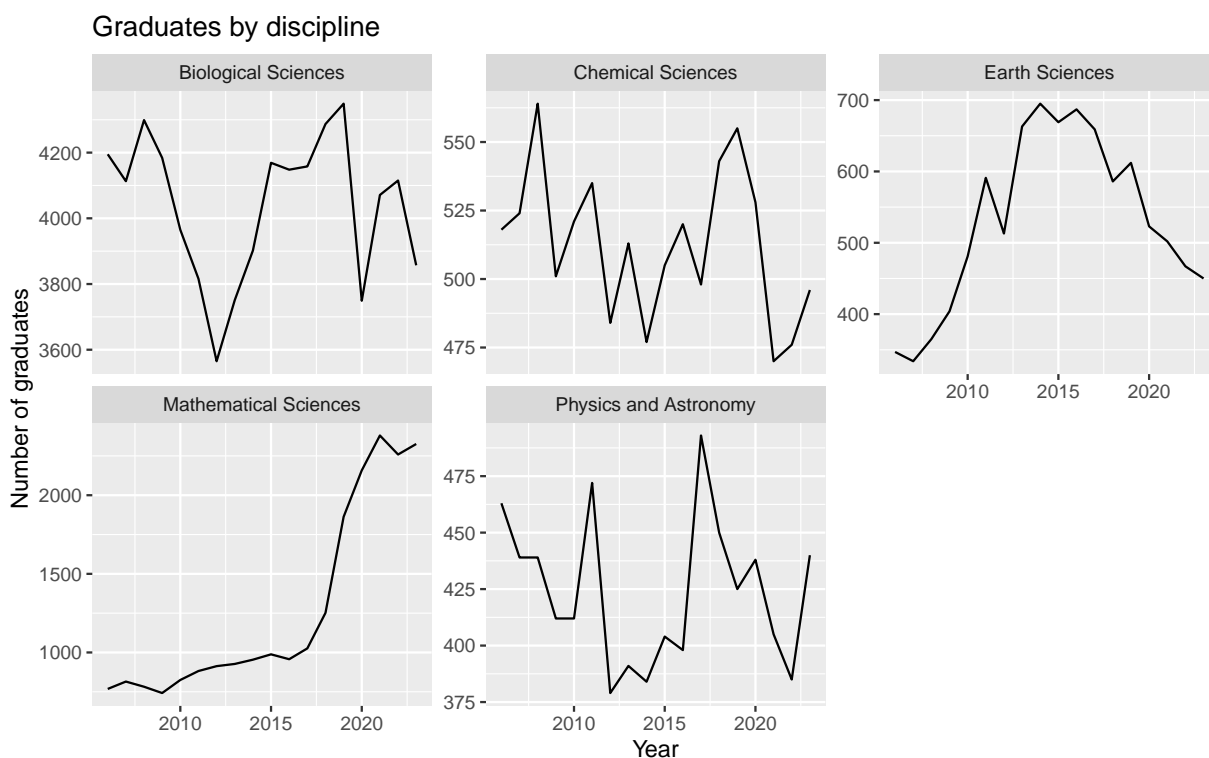 Graduates by discipline
Biological Sciences
Chemical Sciences
Earth Sciences
4200
4000
3800
3600
550
525
500
475
700
600
500
400
2010 2015 2020
Mathematical Sciences
Physics and Astronomy
2000
1500
1000
475
450
425
400
375
2010 2015 2020
2010 2015 2020
Number of graduates
Year